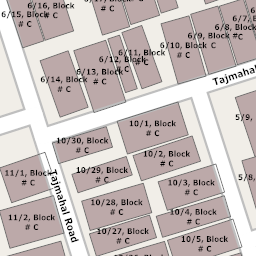 6/16, Block
# C
6/15, Block
# C
6/14, Block
# C
6/13, Block
# C
6/12, Block
# C
6/11, Block
# C
6/10, Block
# C
6/9, Block
# C
6/8, Block
6/7,
Tajmahal
10/1, Block
# C
10/2, Block
# C
10/3, Block
# C
10/4, Block
# C
10/5, Block
# C
10/30, Block
# C
10/29, Block
# C
10/28, Block
# C
10/27, Block
# C
11/1, Block
# C
11/2, Block
# C
Tajmahal Road
5/9,
5/8,